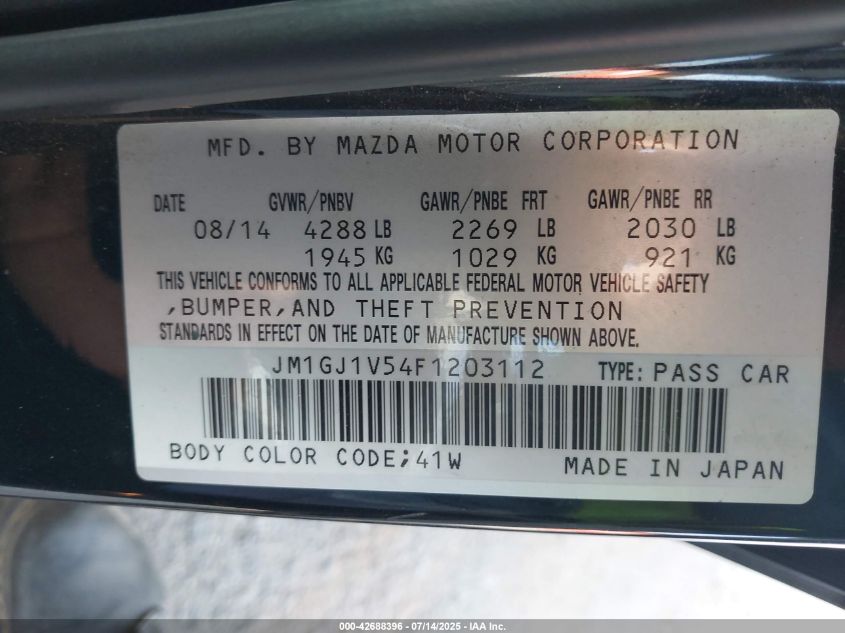 MFD. BY MAZDA MOTOR CORPORATION
DATE GVWR/PNBV GAWR/PNBE FRT GAWR/PNBE RR
08/14 4288 LB 2269 LB 2030 LB
1945 KG 1029 KG 921 KG
THIS VEHICLE CONFORMS TO ALL APPLICABLE FEDERAL MOTOR VEHICLE SAFETY
,BUMPER,AND THEFT PREVENTION
STANDARDS IN EFFECT ON THE DATE OF MANUFACTURE SHOWN ABOVE.
JM1GJ1V54F1203112 TYPE: PASS CAR
BODY COLOR CODE;41W
MADE IN JAPAN
000-42688396 - 07/14/2025 - IAA Inc.